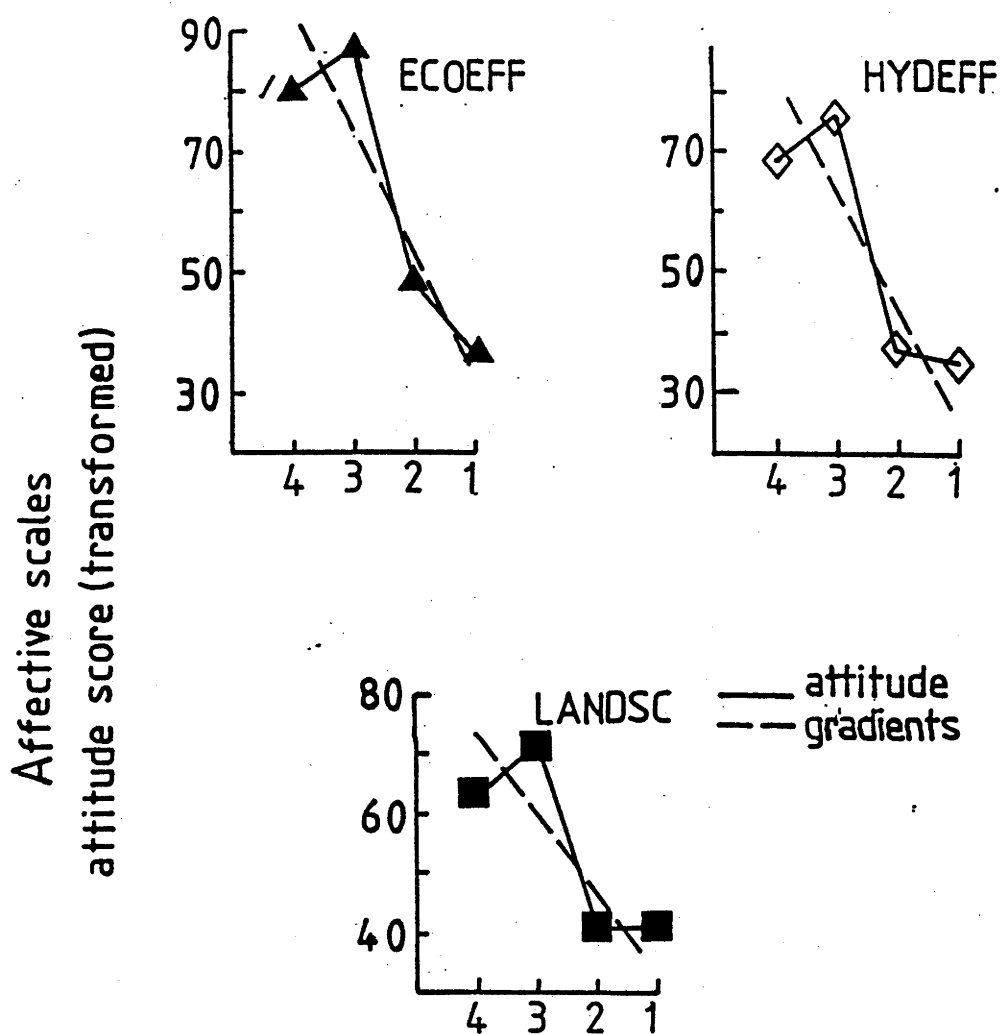 Affective scales
attitude score (transformed)
ECOEFF
90
70
50
30
4 3 2 1
HYDEFF
70
50
30
4 3 2 1
LANDSC
80
60
40
4 3 2 1
attitude
gradients